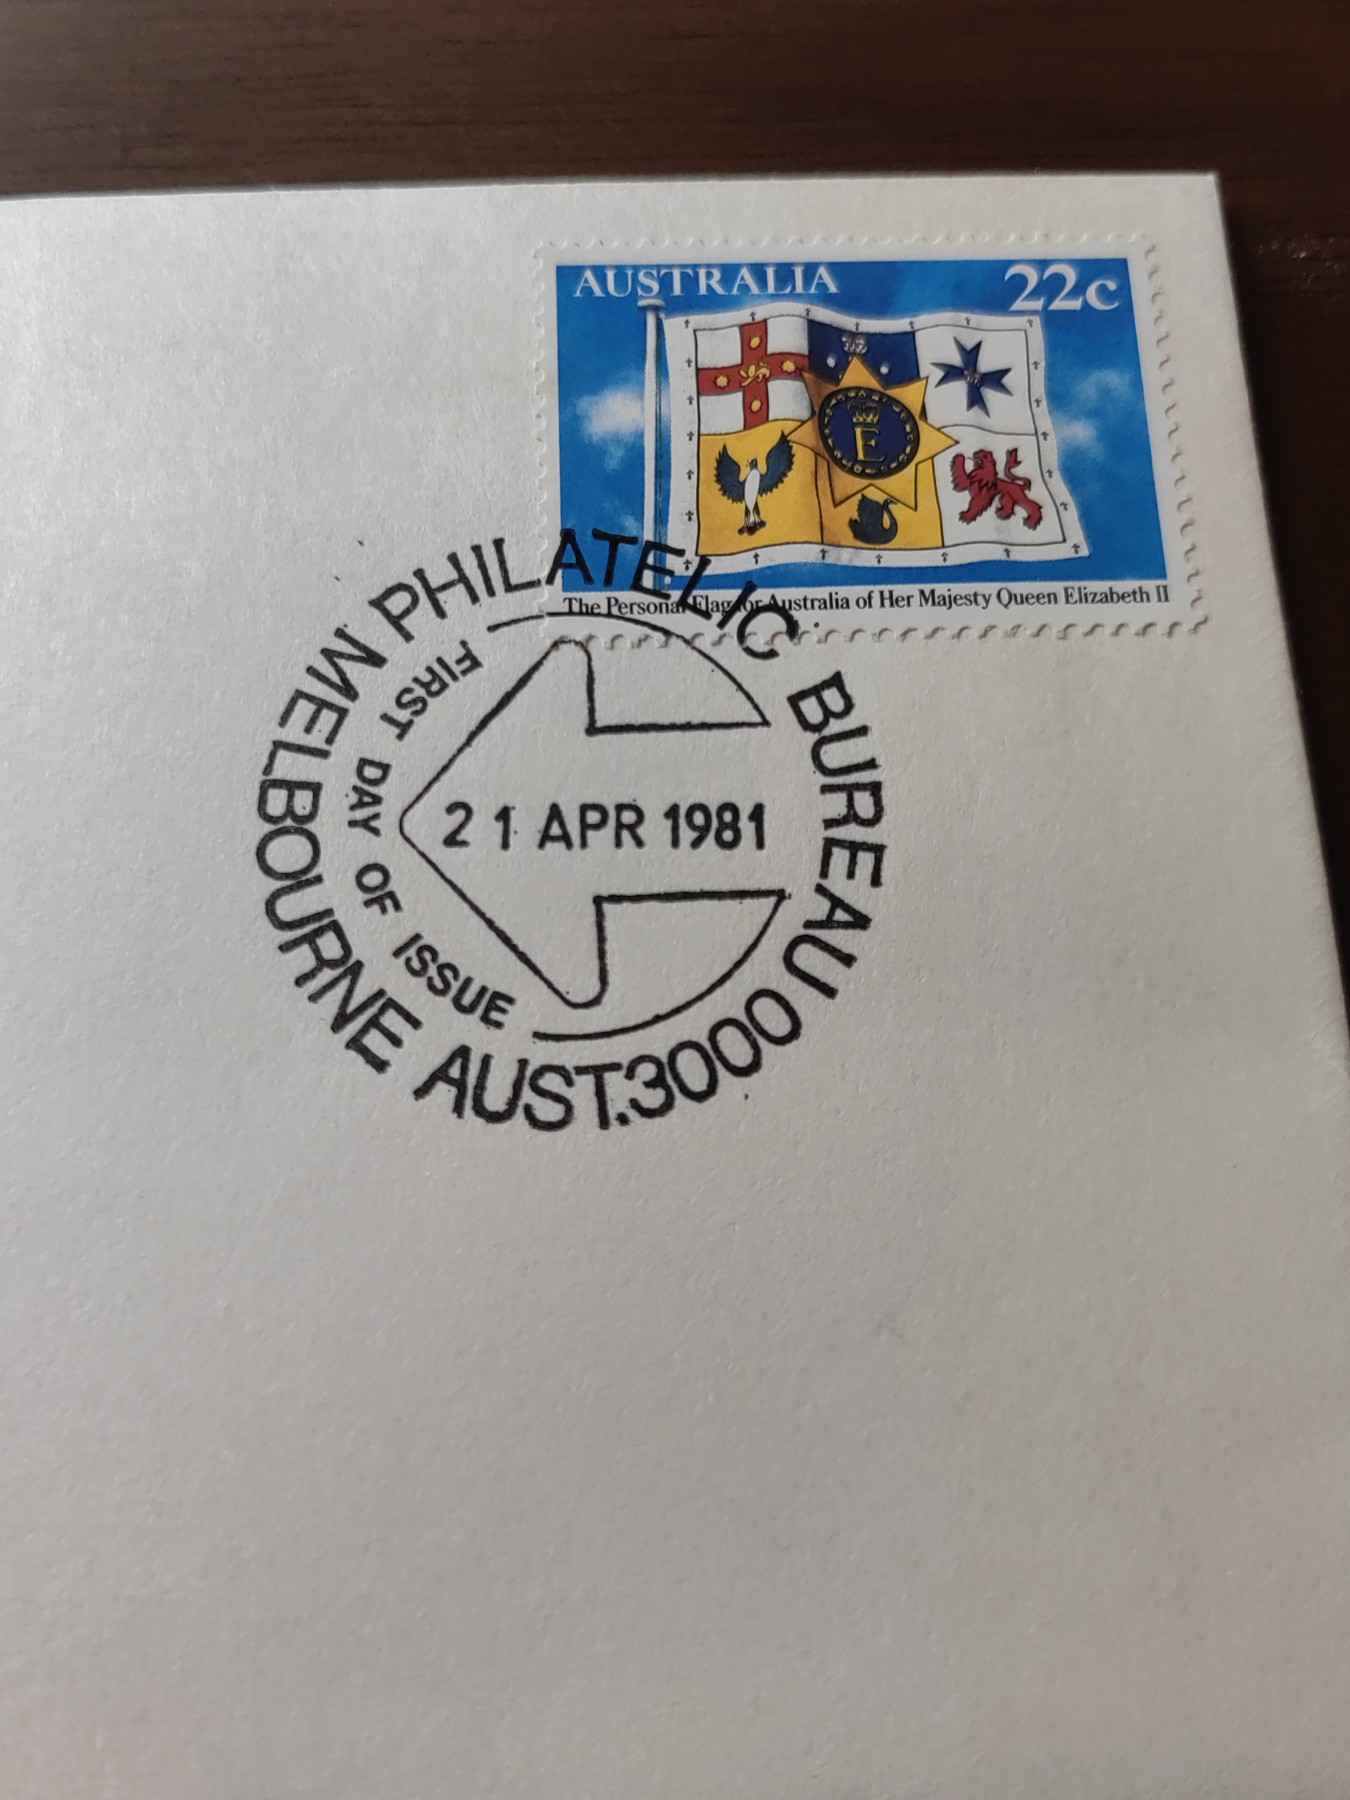 AUSTRALIA 22c
E
The Personal Flag for Australia of Her Majesty Queen Elizabeth II
PHILATELIC BUREAU
MELBOURNE AUST.3000
FIRST DAY OF ISSUE
21 APR 1981